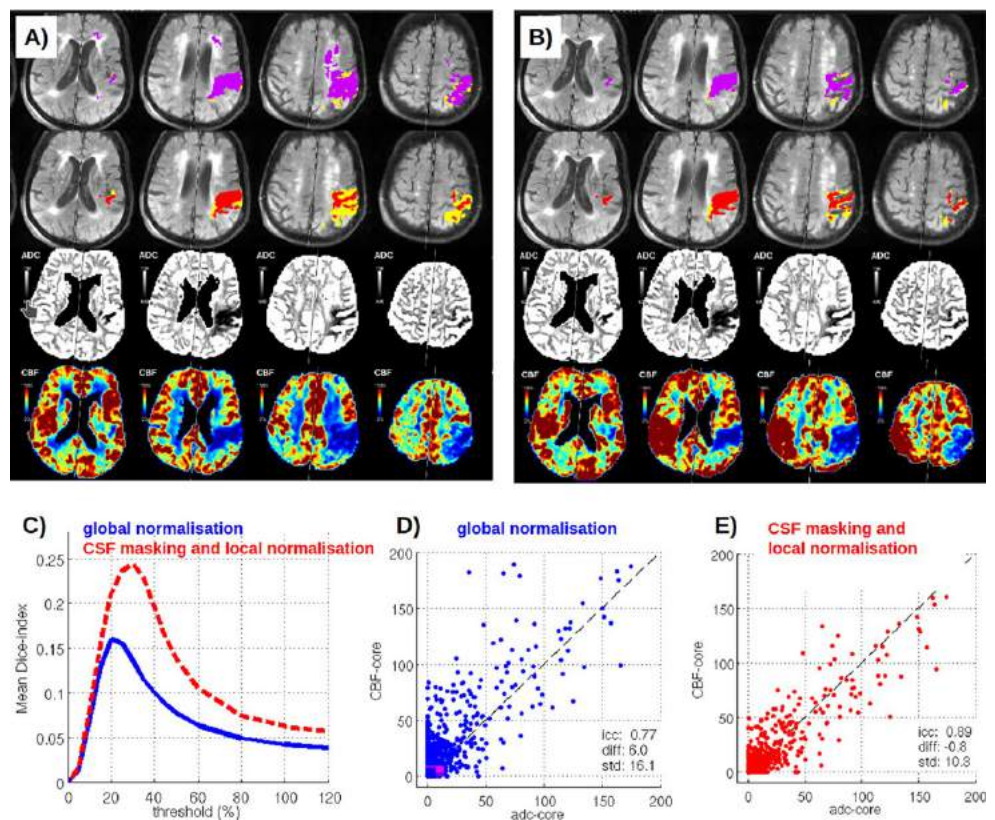 A)
B)
ADC ADC ADC ADC
ADC ADC ADC ADC
CBF CBF CBF CBF
CBF CBF CBF CBF
C) global normalisation
CSF masking and local normalisation
0.25
0.2
0.15
0.1
0.05
0
Mean Dice-index
0 20 40 60 80 100 120
threshold (%)
D) global normalisation
200
150
100
50
0
CBF-core
icc: 0.77
diff: 6.0
std: 16.1
0 50 100 150 200
adc-core
E) CSF masking and
local normalisation
200
150
100
50
0
CBF-core
icc: 0.89
diff: -0.8
std: 10.3
0 50 100 150 200
adc-core